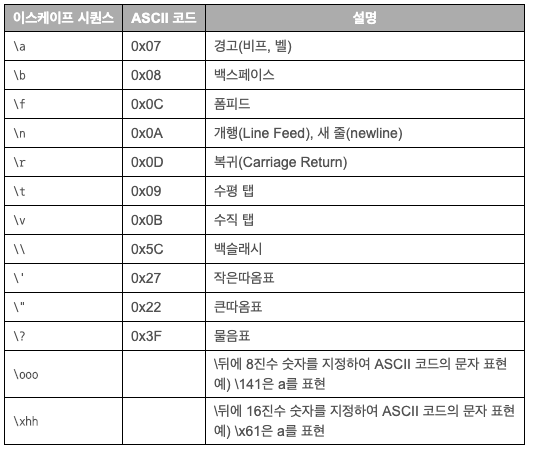 이스케이프 시퀀스 ASCII 코드 설명
\a 0x07 경고(비프, 벨)
\b 0x08 백스페이스
\f 0x0C 폼피드
\n 0x0A 개행(Line Feed), 새 줄(newline)
\r 0x0D 복귀(Carriage Return)
\t 0x09 수평 탭
\v 0x0B 수직 탭
\\ 0x5C 백슬래시
\' 0x27 작은따옴표
\" 0x22 큰따옴표
\? 0x3F 물음표
\ooo \뒤에 8진수 숫자를 지정하여 ASCII 코드의 문자 표현
예) \141은 a를 표현
\xhh \뒤에 16진수 숫자를 지정하여 ASCII 코드의 문자 표현
예) \x61은 a를 표현